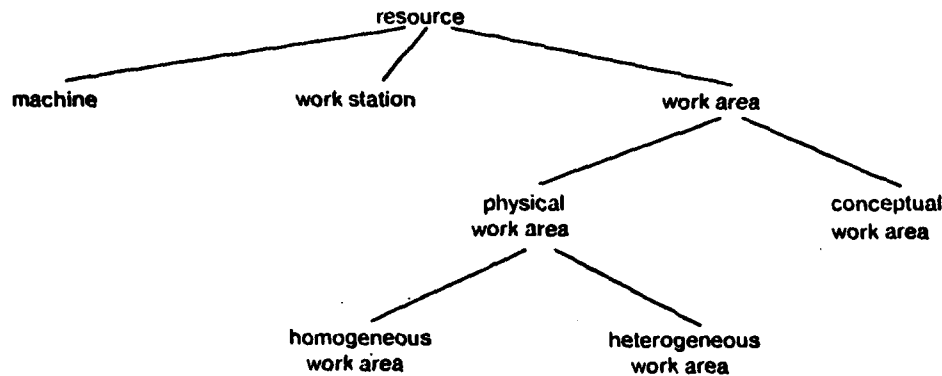 resource
machine
work station
work area
physical
work area
conceptual
work area
homogeneous
work area
heterogeneous
work area